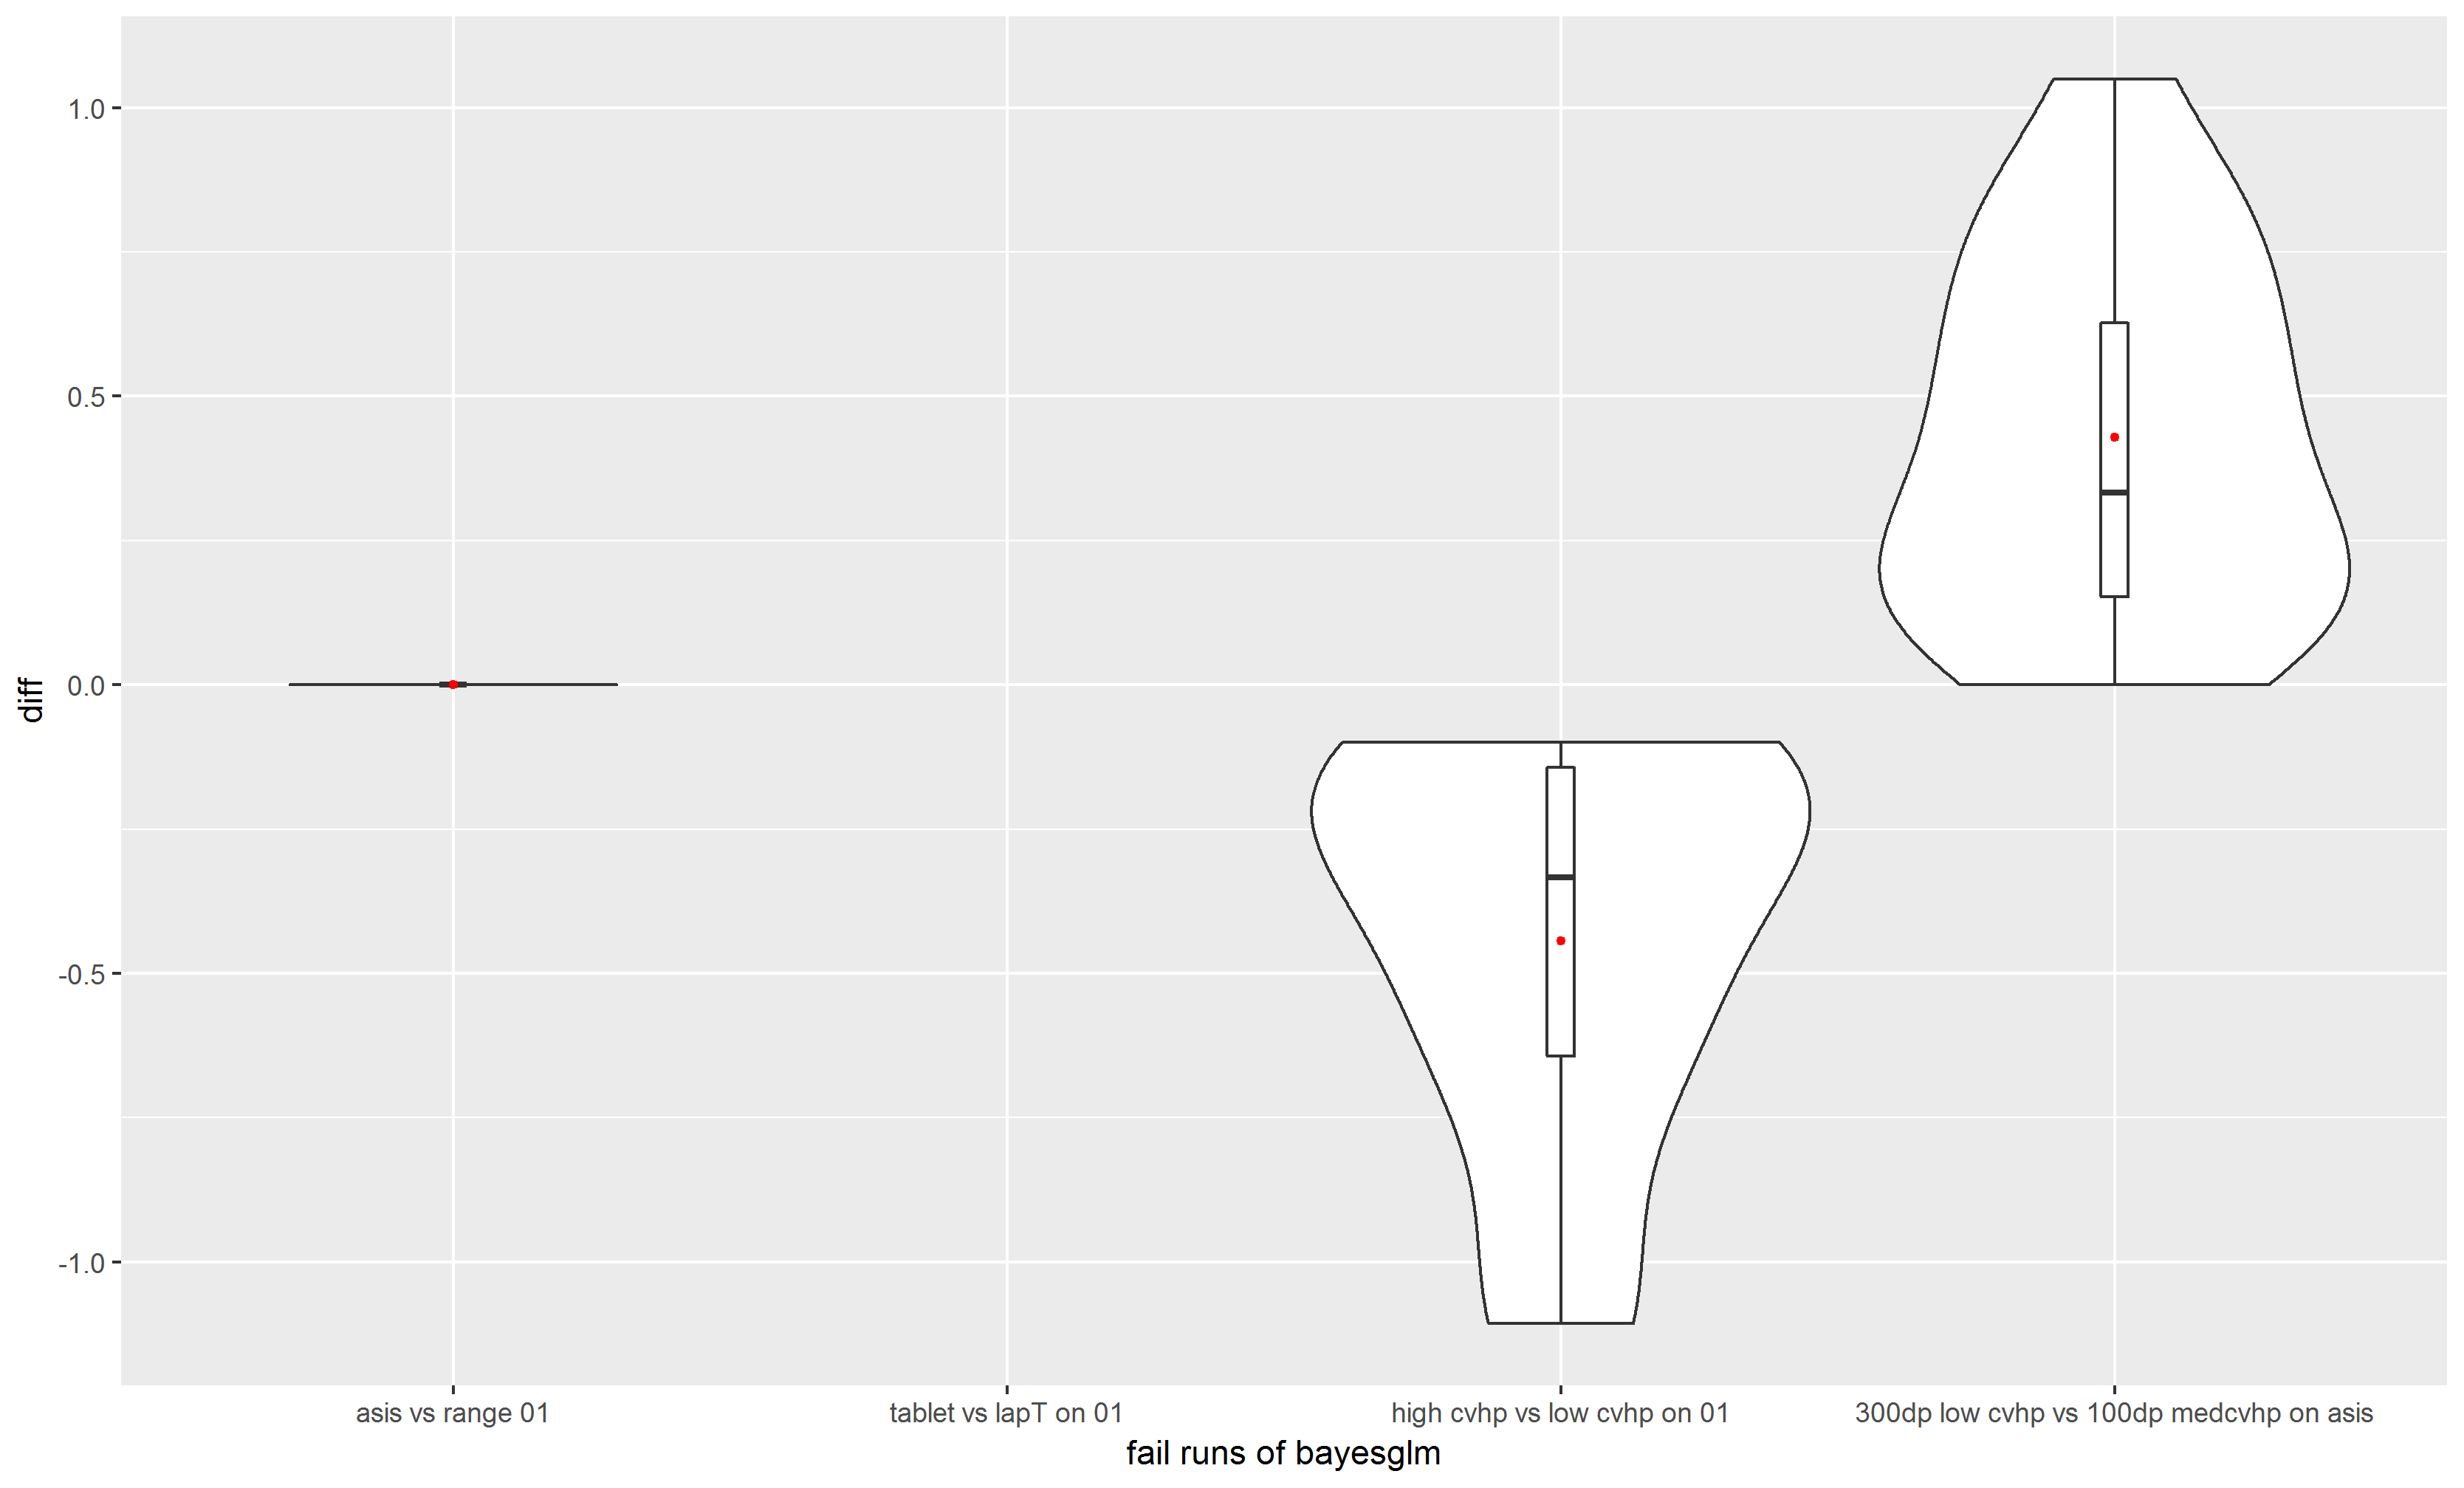 1.0
0.5
0.0
-0.5
-1.0
diff
asis vs range 01
tablet vs lapT on 01
high cvhp vs low cvhp on 01
300dp low cvhp vs 100dp medcvhp on asis
fail runs of bayesglm